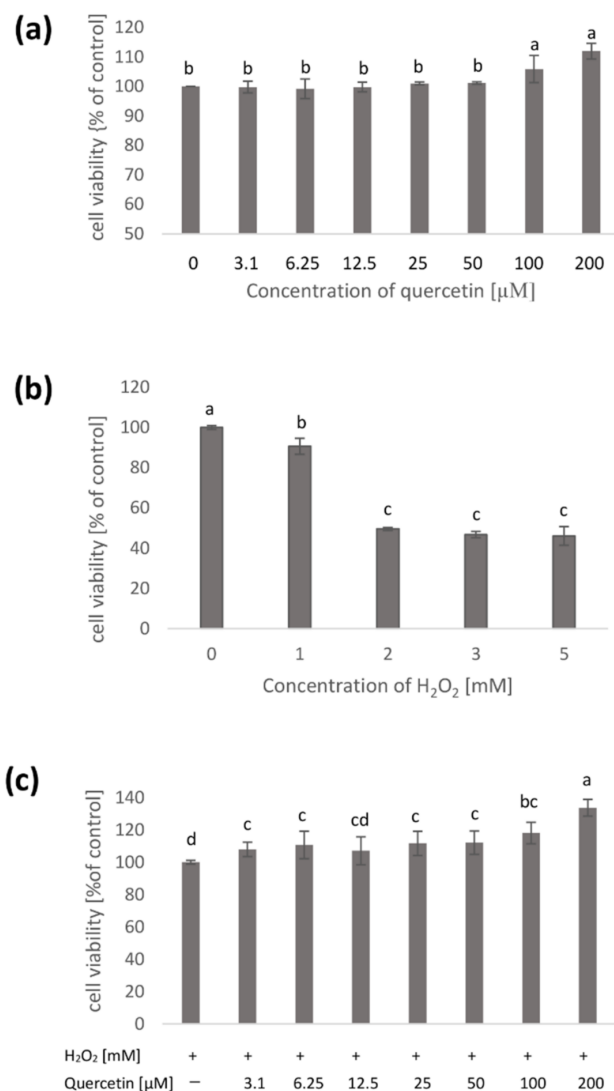 (a)
cell viability {% of control]
120
110
100
90
80
70
60
50
b b b b b b a a
0 3.1 6.25 12.5 25 50 100 200
Concentration of quercetin [µM]
(b)
cell viability [% of control]
120
100
80
60
40
20
0
a b c c c
0 1 2 3 5
Concentration of H₂O₂ [mM]
(c)
cell viability [%of control]
140
120
100
80
60
40
20
0
d c c cd c c bc a
H₂O₂ [mM] + + + + + + + +
Quercetin [µM] – 3.1 6.25 12.5 25 50 100 200